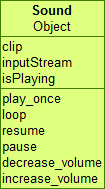 Sound
Object
clip
inputStream
isPlaying
play_once
loop
resume
pause
decrease_volume
increase_volume